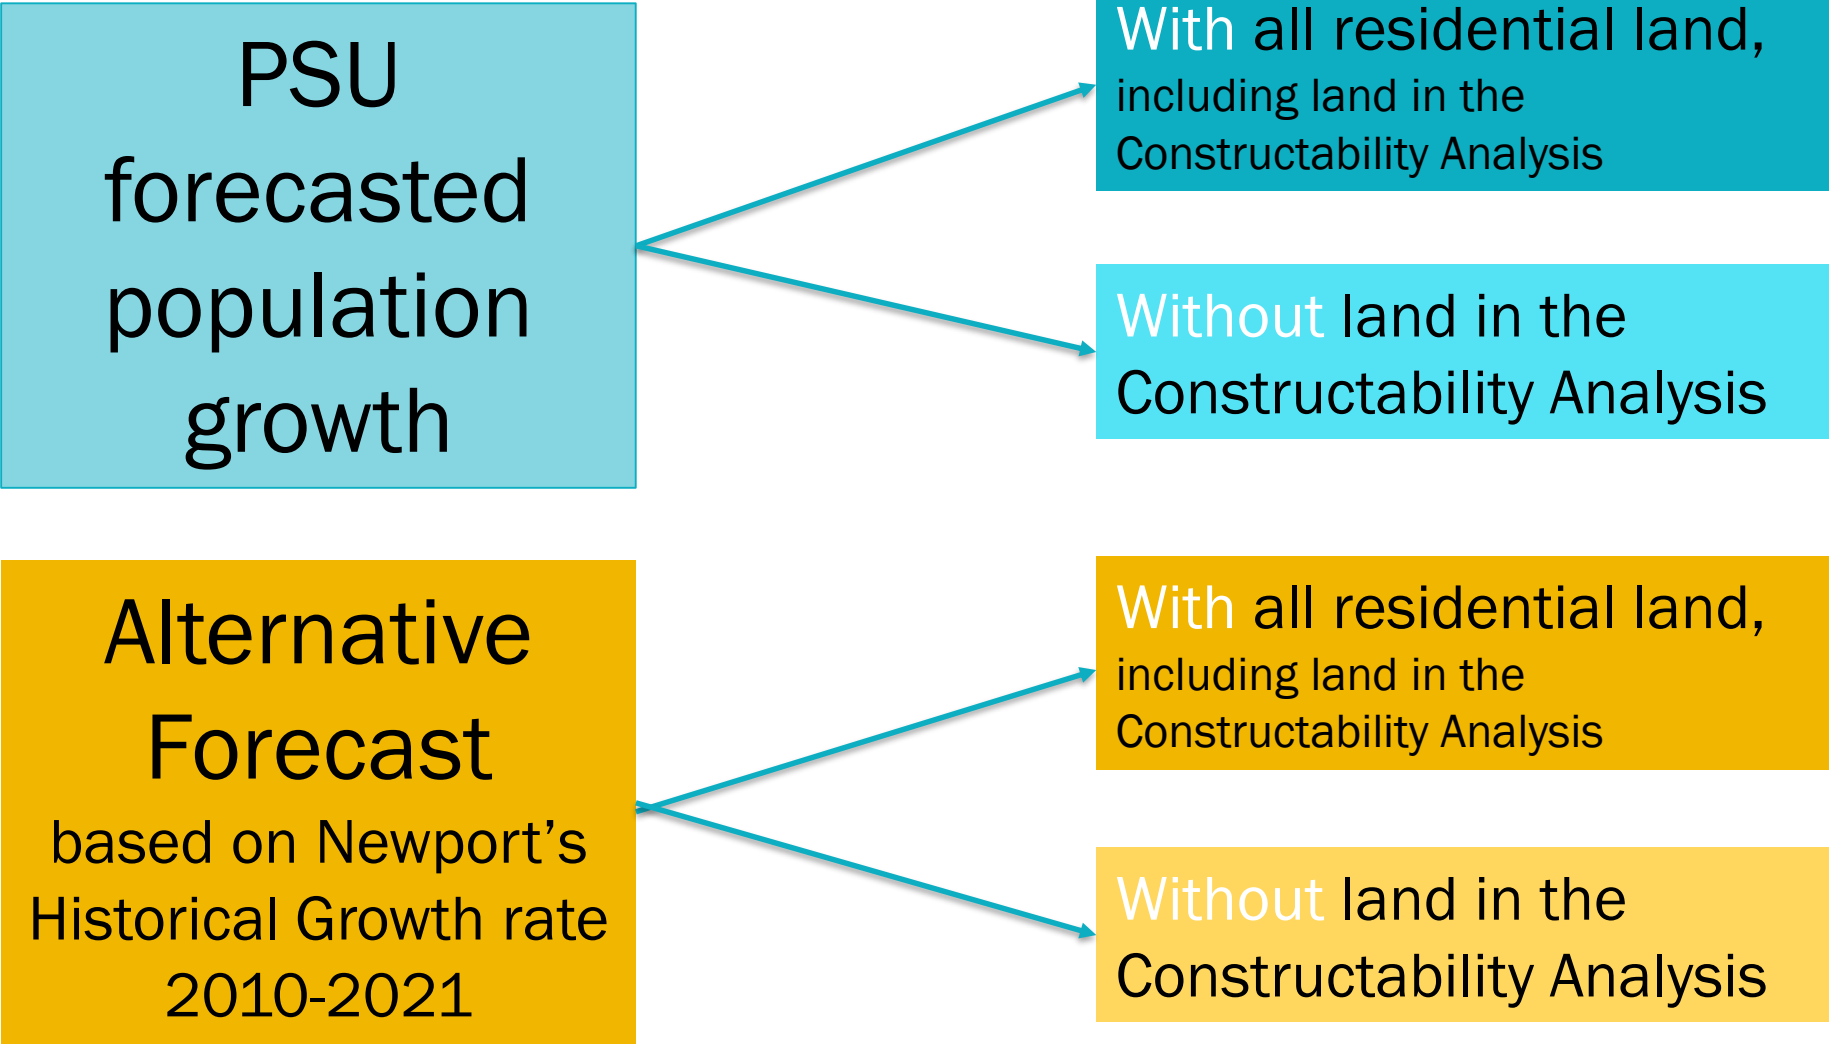 PSU
forecasted
population
growth
With all residential land,
including land in the
Constructability Analysis
Without land in the
Constructability Analysis
Alternative
Forecast
based on Newport’s
Historical Growth rate
2010-2021
With all residential land,
including land in the
Constructability Analysis
Without land in the
Constructability Analysis